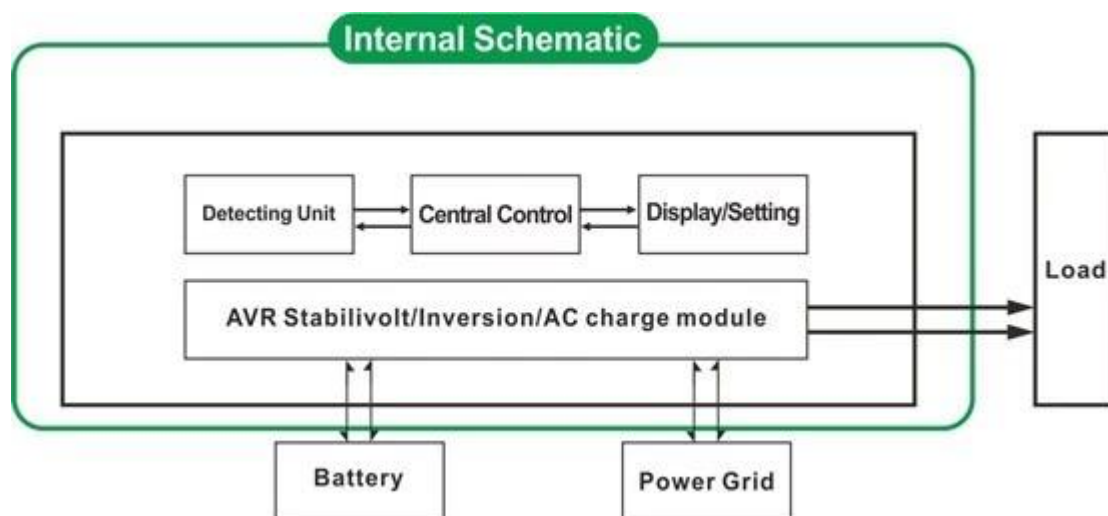 Internal Schematic
Detecting Unit
Central Control
Display/Setting
Load
AVR Stabilivolt/Inversion/AC charge module
Battery
Power Grid